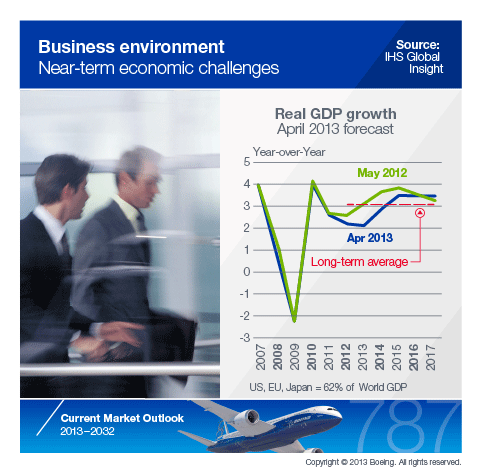 Business environment
Near-term economic challenges
Source:
IHS Global
Insight
Real GDP growth
April 2013 forecast
Year-over-Year
5
4
3
2
1
0
-1
-2
-3
May 2012
Apr 2013
Long-term average
2007
2008
2009
2010
2011
2012
2013
2014
2015
2016
2017
US, EU, Japan = 62% of World GDP
Current Market Outlook
2013–2032
787
Copyright © 2013 Boeing. All rights reserved.